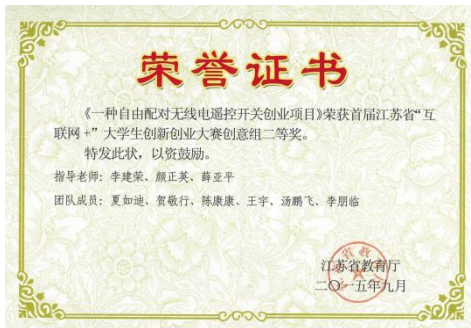 荣誉证书
《一种自由配对无线电遥控开关创业项目》荣获首届江苏省“互
联网+”大学生创新创业大赛创意组二等奖。
特发此状，以资鼓励。
指导老师：李建荣、颜正英、薛亚平
团队成员：夏如迪、贺敬行、陈康康、王宇、汤鹏飞、李朋临
江苏省教育厅
二〇一五年九月